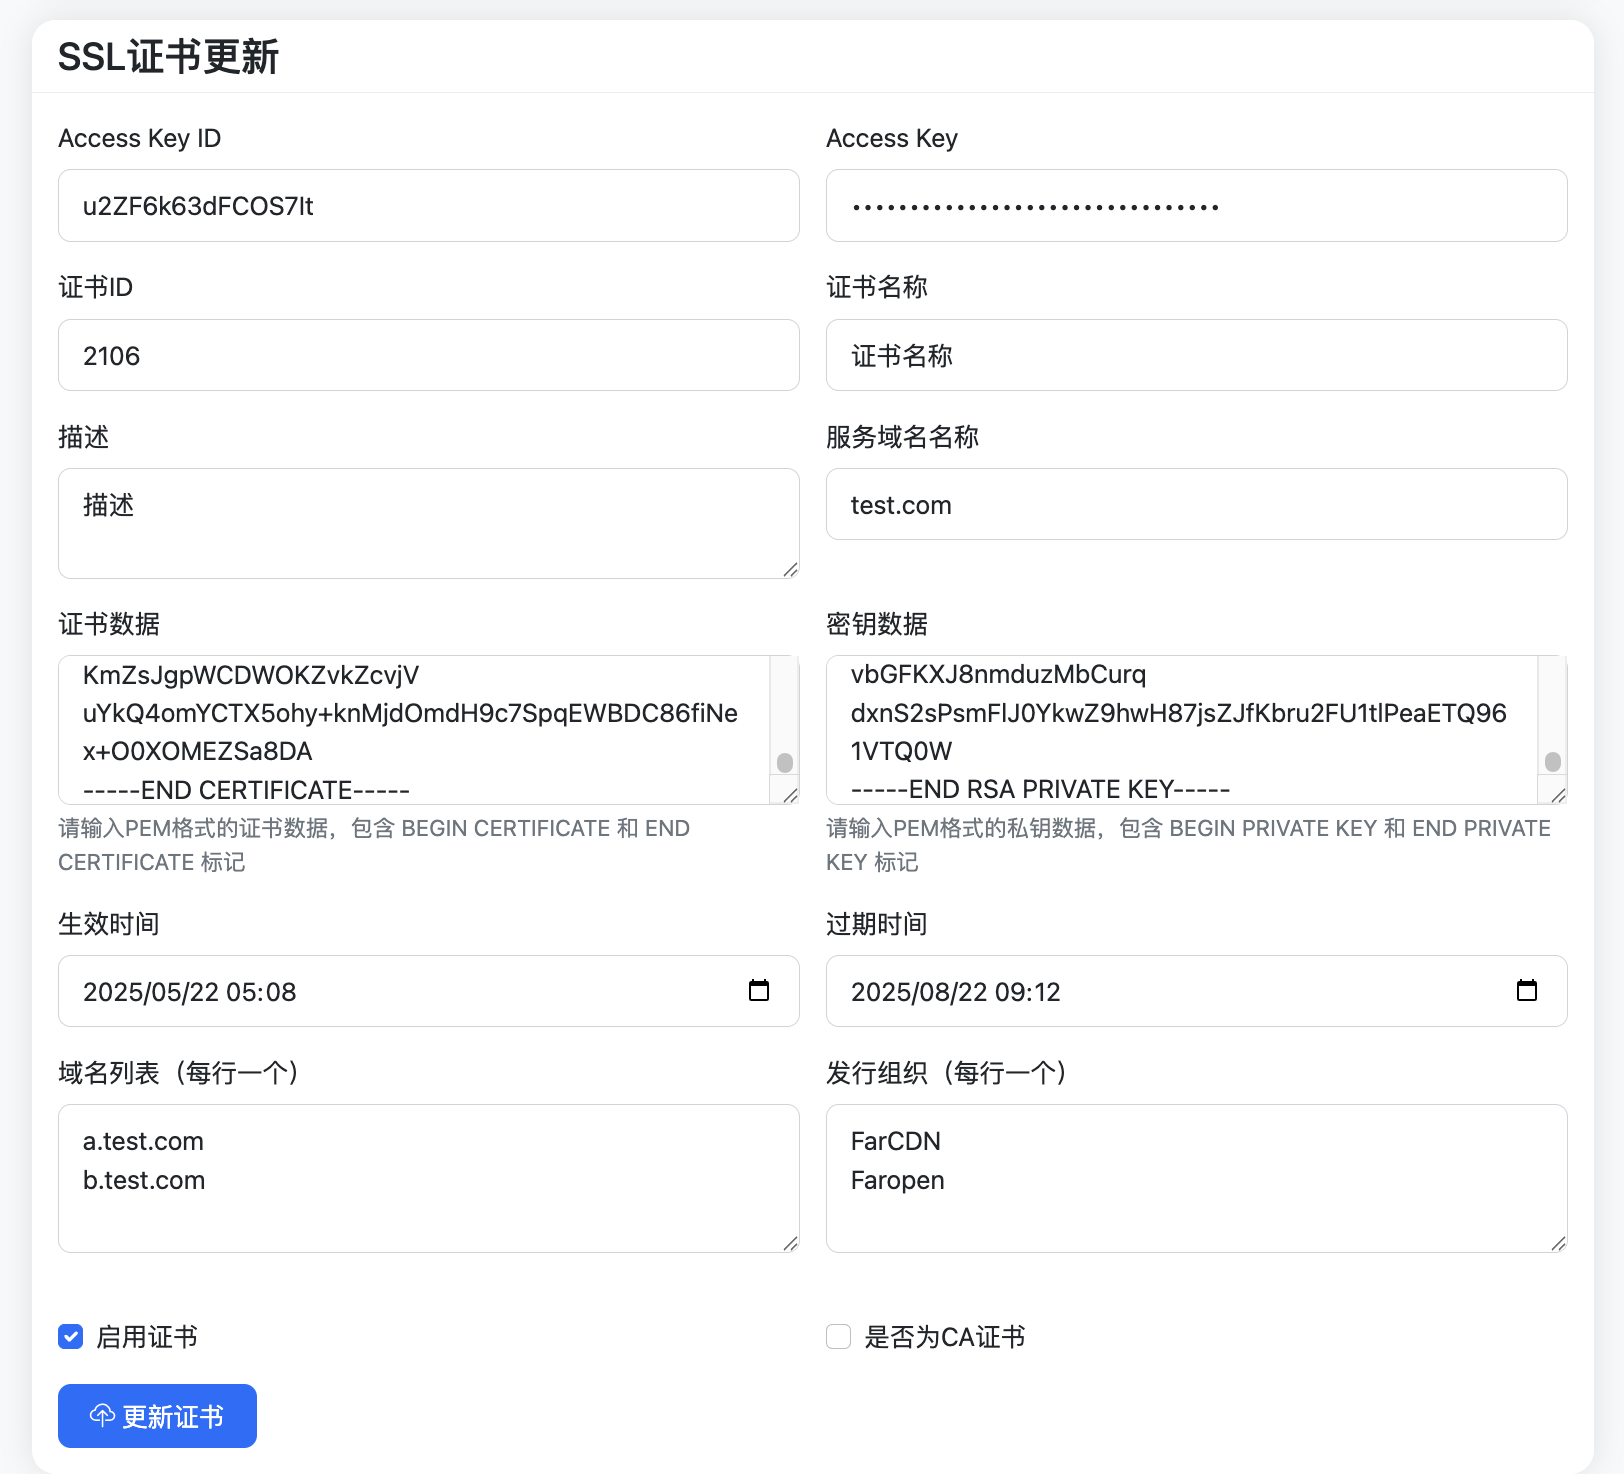 SSL证书更新
Access Key ID
Access Key
u2ZF6k63dFCOS7lt
•••••••••••••••••••••••••••••••• 
证书ID
证书名称
2106
证书名称
描述
服务域名名称
描述
test.com
证书数据
密钥数据
KmZsJgpWCDWOKZvkZcvjV
uYkQ4omYCTX5ohy+knMjdOmdH9c7SpqEWBDC86fiNe
x+O0XOMEZSa8DA
-----END CERTIFICATE-----
vbGFKXJ8nmduzMbCurq
dxnS2sPsmFlJ0YkwZ9hwH87jsZJfKbru2FU1tlPeaETQ96
1VTQ0W
-----END RSA PRIVATE KEY-----
请输入PEM格式的证书数据，包含 BEGIN CERTIFICATE 和 END
CERTIFICATE 标记
请输入PEM格式的私钥数据，包含 BEGIN PRIVATE KEY 和 END PRIVATE
KEY 标记
生效时间
过期时间
2025/05/22 05:08
2025/08/22 09:12
域名列表（每行一个）
发行组织（每行一个）
a.test.com
b.test.com
FarCDN
Faropen
启用证书
是否为CA证书
更新证书